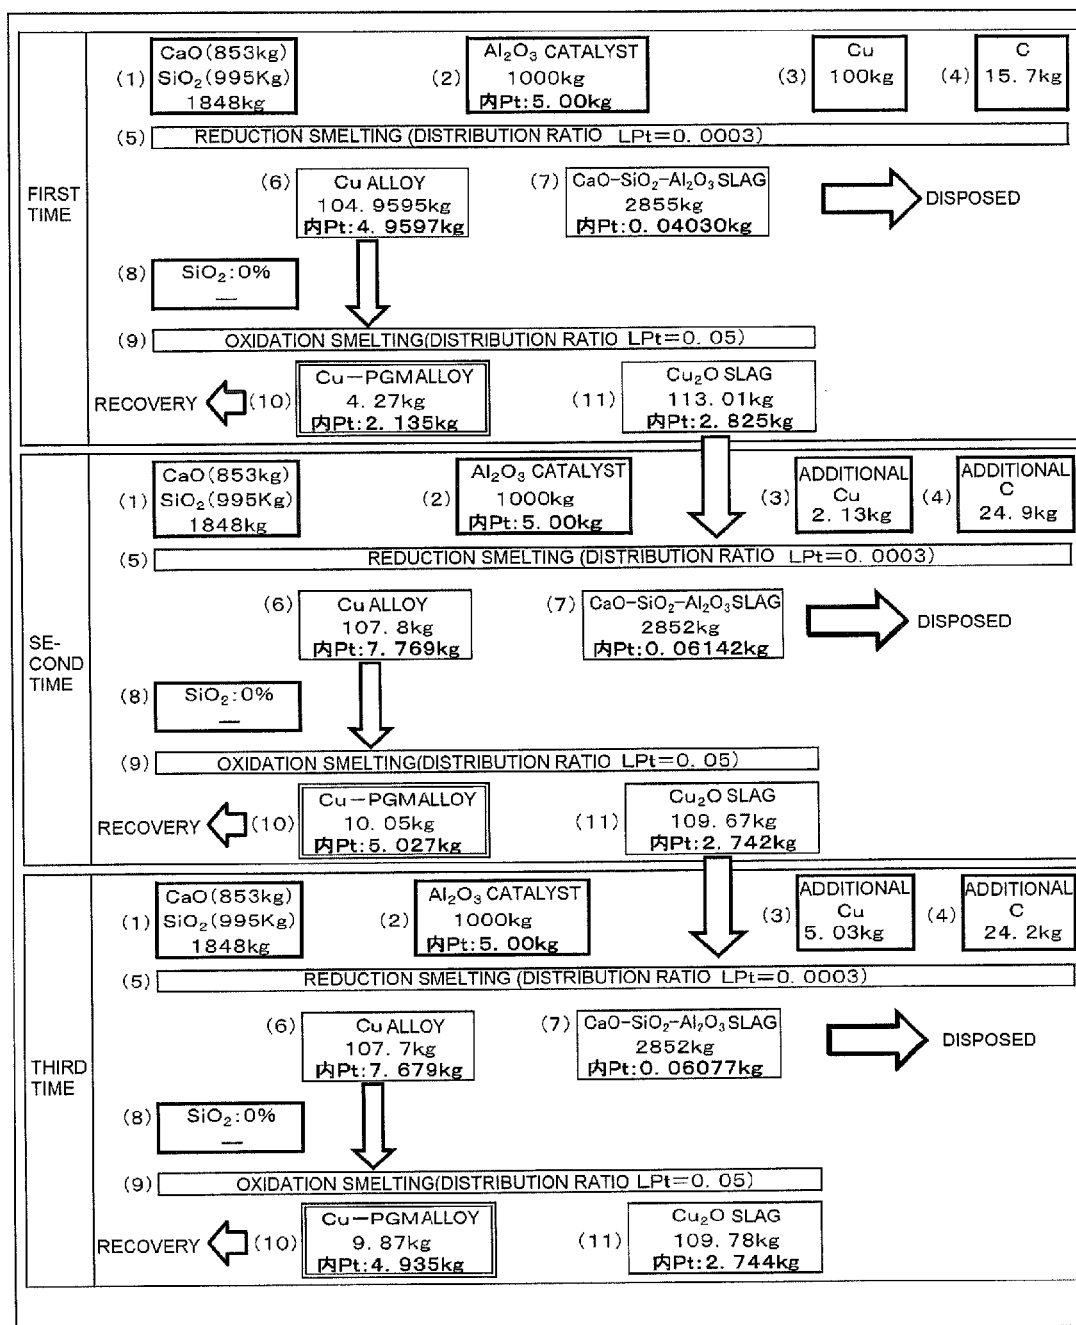 FIRST TIME
(1) CaO(853kg)
SiO₂(995Kg)
1848kg
(2) Al₂O₃ CATALYST
1000kg
内Pt:5.00kg
(3) Cu
100kg
(4) C
15.7kg
(5) REDUCTION SMELTING (DISTRIBUTION RATIO LPt=0.0003)
(6) Cu ALLOY
104.9595kg
内Pt:4.9597kg
(7) CaO-SiO₂-Al₂O₃ SLAG
2855kg
内Pt:0.04030kg
DISPOSED
(8) SiO₂:0%
—
(9) OXIDATION SMELTING(DISTRIBUTION RATIO LPt=0.05)
RECOVERY
(10) Cu-PGMALLOY
4.27kg
内Pt:2.135kg
(11) Cu₂O SLAG
113.01kg
内Pt:2.825kg
SE-
COND
TIME
(1) CaO(853kg)
SiO₂(995Kg)
1848kg
(2) Al₂O₃ CATALYST
1000kg
内Pt:5.00kg
(3) ADDITIONAL
Cu
2.13kg
(4) ADDITIONAL
C
24.9kg
(5) REDUCTION SMELTING (DISTRIBUTION RATIO LPt=0.0003)
(6) Cu ALLOY
107.8kg
内Pt:7.769kg
(7) CaO-SiO₂-Al₂O₃SLAG
2852kg
内Pt:0.06142kg
DISPOSED
(8) SiO₂:0%
—
(9) OXIDATION SMELTING(DISTRIBUTION RATIO LPt=0.05)
RECOVERY
(10) Cu-PGMALLOY
10.05kg
内Pt:5.027kg
(11) Cu₂O SLAG
109.67kg
内Pt:2.742kg
THIRD
TIME
(1) CaO(853kg)
SiO₂(995Kg)
1848kg
(2) Al₂O₃ CATALYST
1000kg
内Pt:5.00kg
(3) ADDITIONAL
Cu
5.03kg
(4) ADDITIONAL
C
24.2kg
(5) REDUCTION SMELTING (DISTRIBUTION RATIO LPt=0.0003)
(6) Cu ALLOY
107.7kg
内Pt:7.679kg
(7) CaO-SiO₂-Al₂O₃SLAG
2852kg
内Pt:0.06077kg
DISPOSED
(8) SiO₂:0%
—
(9) OXIDATION SMELTING(DISTRIBUTION RATIO LPt=0.05)
RECOVERY
(10) Cu-PGMALLOY
9.87kg
内Pt:4.935kg
(11) Cu₂O SLAG
109.78kg
内Pt:2.744kg